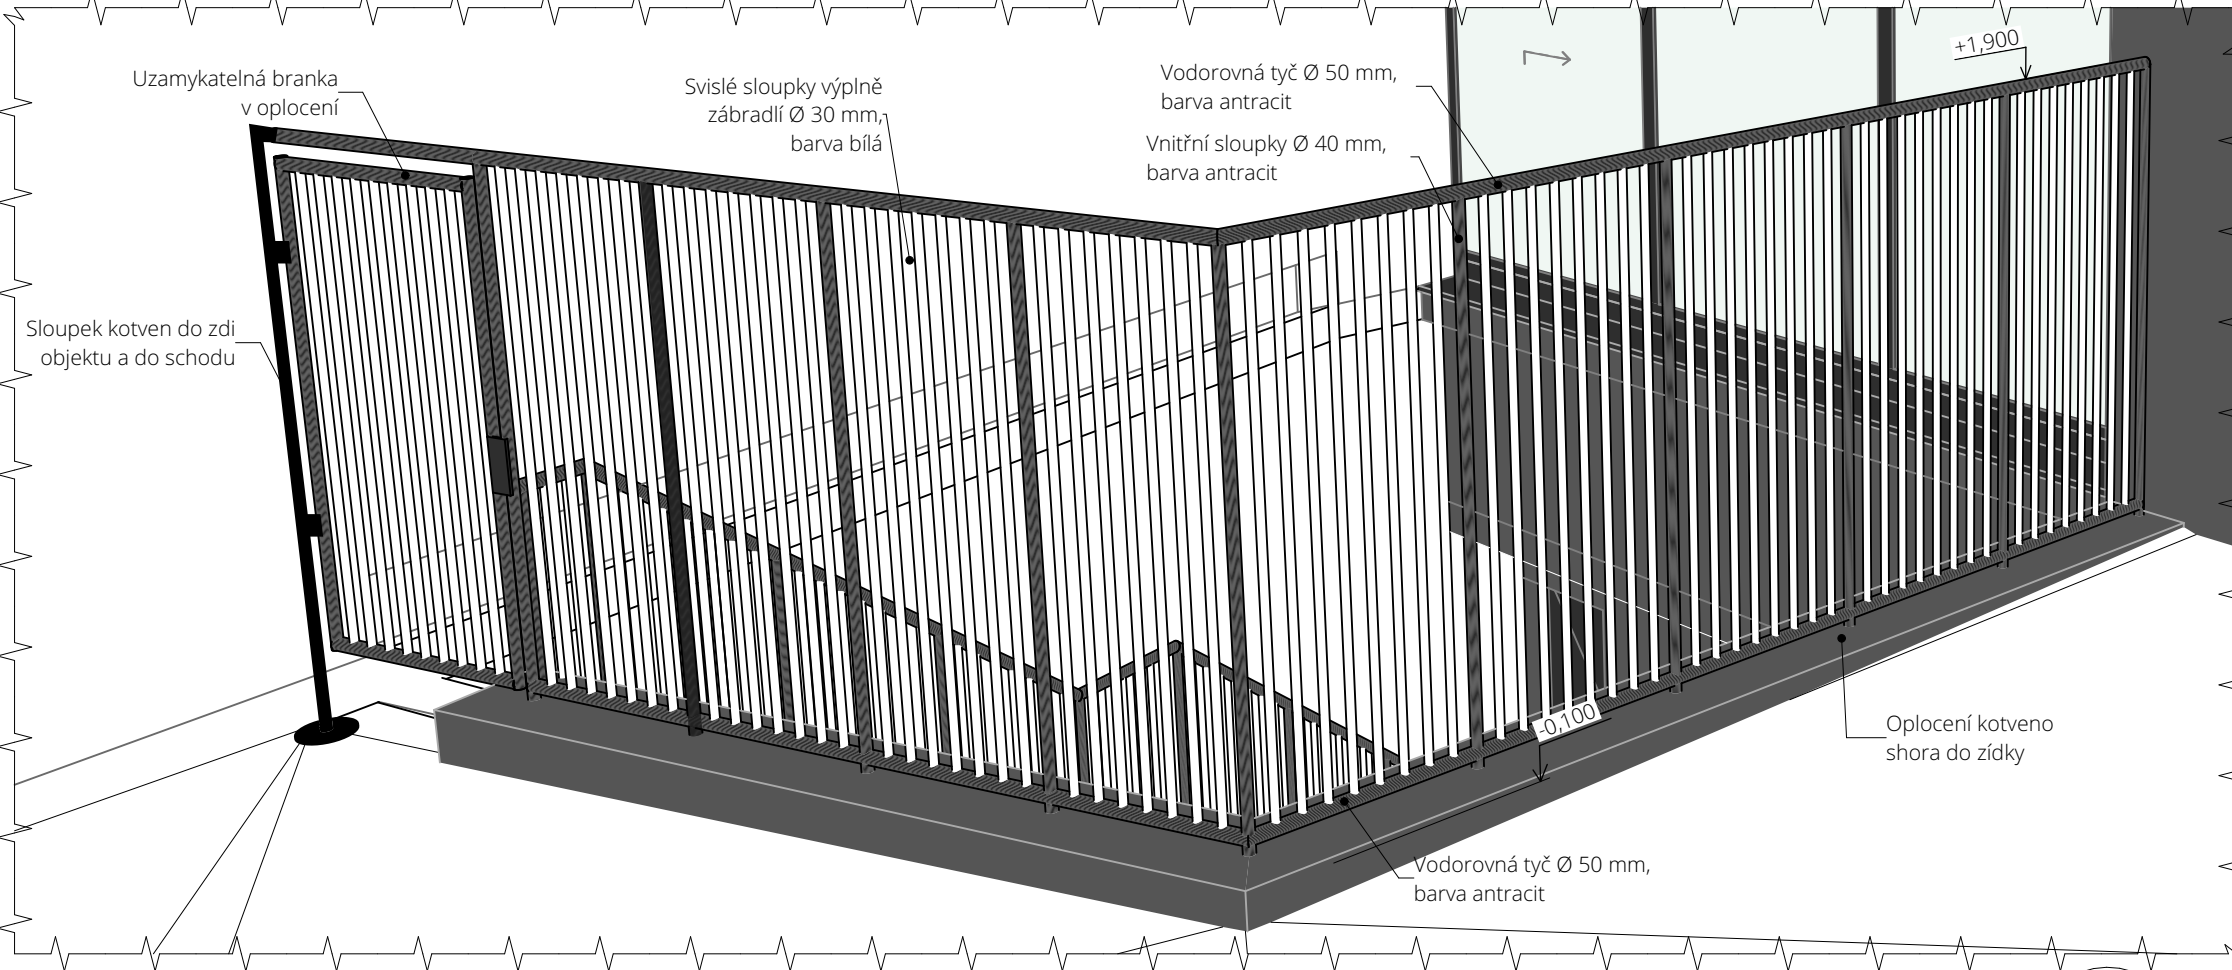 Uzamykatelná branka
v oplocení
Svislé sloupky výplně
zábradlí Ø 30 mm,
barva bílá
Vodorovná tyč Ø 50 mm,
barva antracit
Vnitřní sloupky Ø 40 mm,
barva antracit
+1,900
Sloupek kotven do zdi
objektu a do schodu
-0,100
Oplocení kotveno
shora do zídky
Vodorovná tyč Ø 50 mm,
barva antracit